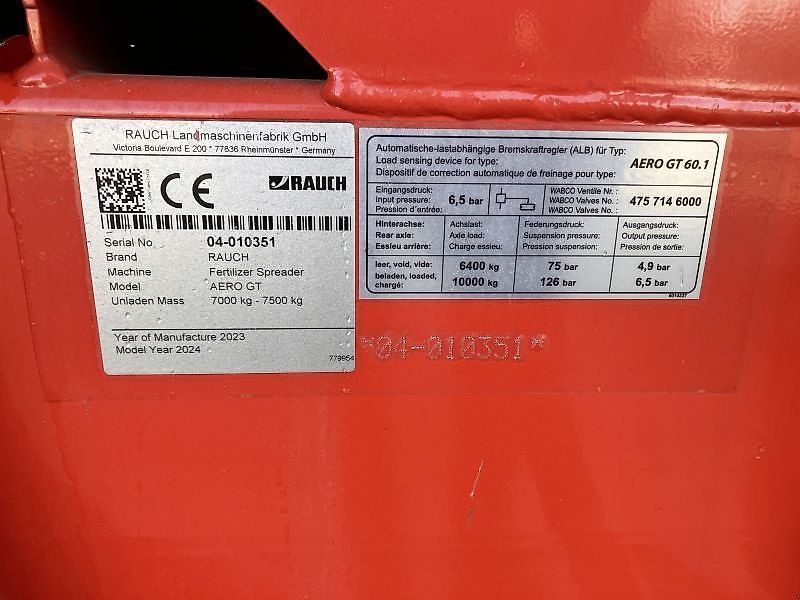 RAUCH Landmaschinenfabrik GmbH
Victoria Boulevard E 200 * 77836 Rheinmünster * Germany
CE
RAUCH
Serial No. 04-010351
Brand RAUCH
Machine Fertilizer Spreader
Model AERO GT
Unladen Mass 7000 kg - 7500 kg
Year of Manufacture 2023
Model Year 2024
779954
Automatische-lastabhängige Bremskraftregler (ALB) für Typ:
Load sensing device for type:
Dispositif de correction automatique de freinage pour type:
AERO GT 60.1
Eingangsdruck:
Input pressure:
Pression d'entrée:
6,5 bar
WABCO Ventile Nr. :
WABCO Valves No. :
WABCO Valves No. :
475 714 6000
Hinterachse: Achslast: Federungsdruck: Ausgangsdruck:
Rear axle: Axle load: Suspension pressure: Output pressure:
Essieu arrière: Charge essieu: Pression suspension: Pression de sortie:
leer, void, vide: 6400 kg 75 bar 4,9 bar
beladen, loaded, chargé: 10000 kg 126 bar 6,5 bar
*04-010351*